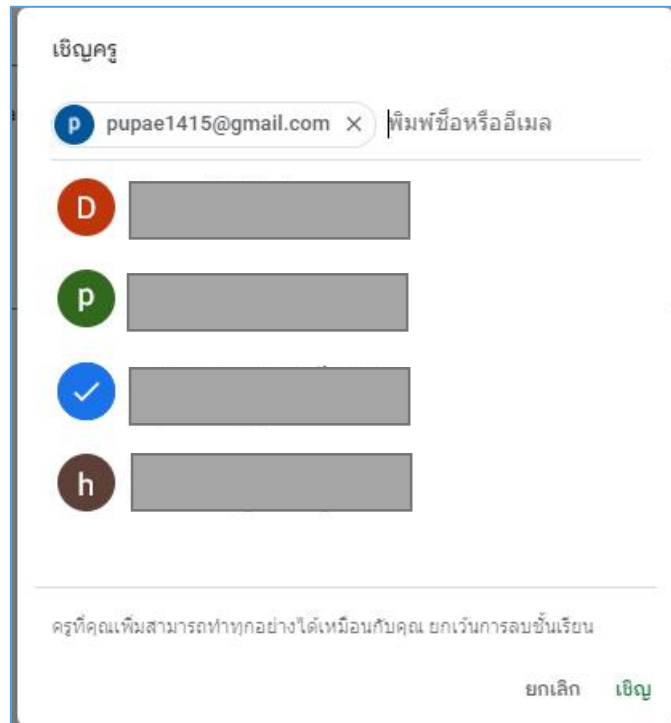 เชิญครู
p pupae1415@gmail.com × พิมพ์ชื่อหรืออีเมล
D
p
h
ครูที่คุณเพิ่มสามารถทำทุกอย่างได้เหมือนกับคุณ ยกเว้นการลบชั้นเรียน
ยกเลิก เชิญ